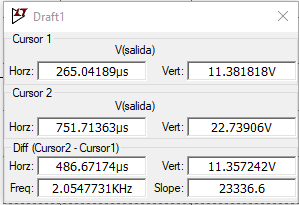 Draft1
Cursor 1
V(salida)
Horz: 265.04189µs Vert: 11.381818V
Cursor 2
V(salida)
Horz: 751.71363µs Vert: 22.73906V
Diff (Cursor2 - Cursor1)
Horz: 486.67174µs Vert: 11.357242V
Freq: 2.0547731KHz Slope: 23336.6